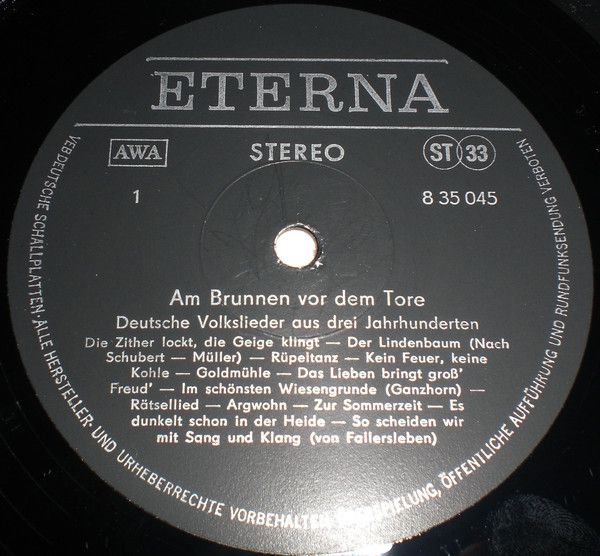 ETERNA
AWA STEREO ST 33
1 8 35 045
Am Brunnen vor dem Tore
Deutsche Volkslieder aus drei Jahrhunderten
Die Zither lockt, die Geige klingt — Der Lindenbaum (Nach
Schubert — Müller) — Rüpeltanz — Kein Feuer, keine
Kohle — Goldmühle — Das Lieben bringt groß'
Freud' — Im schönsten Wiesengrunde (Ganzhorn) —
Rätsellied — Argwohn — Zur Sommerzeit — Es
dunkelt schon in der Heide — So scheiden wir
mit Sang und Klang (von Fallersleben)
VEB DEUTSCHE SCHALLPLATTEN. ALLE HERSTELLER- UND URHEBERRECHTE VORBEHALTEN. ÖFFENTLICHE AUFFÜHRUNG UND RUNDFUNKSENDUNG VERBOTEN